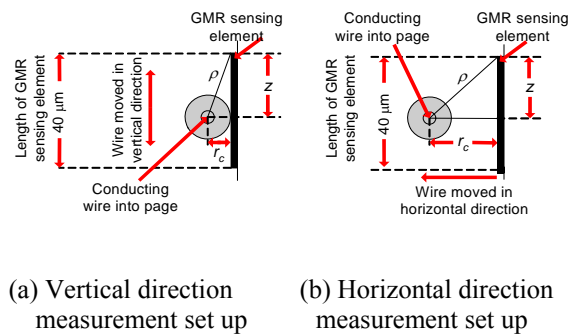 GMR sensing
element
Length of GMR
sensing element
40 µm
Wire moved in
vertical direction
ρ
z
r_c
Conducting
wire into page
(a) Vertical direction
measurement set up
Conducting
wire into page
GMR sensing
element
Length of GMR
sensing element
40 µm
ρ
z
r_c
Wire moved in
horizontal direction
(b) Horizontal direction
measurement set up